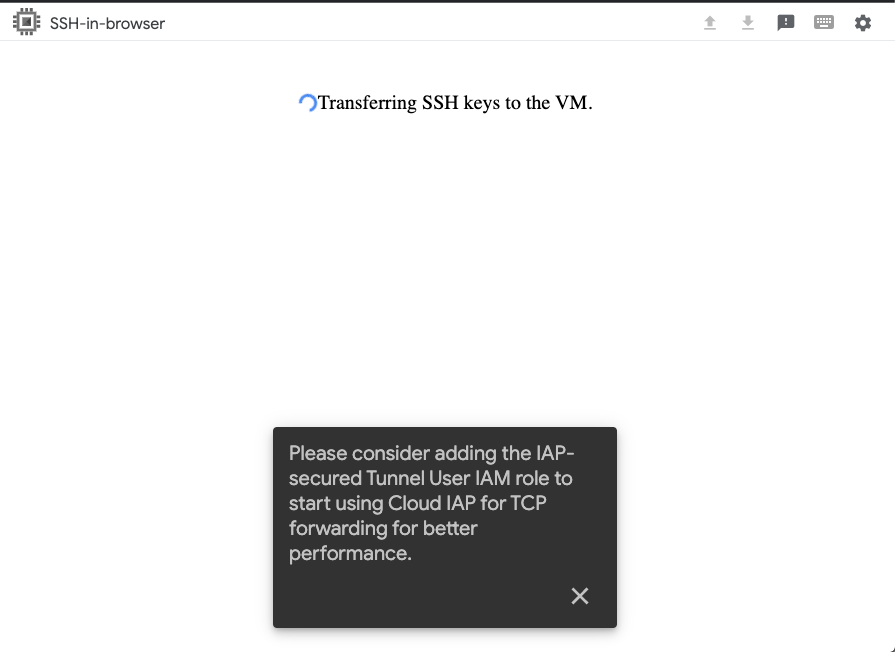 SSH-in-browser
Transferring SSH keys to the VM.
Please consider adding the IAP-
secured Tunnel User IAM role to
start using Cloud IAP for TCP
forwarding for better
performance.